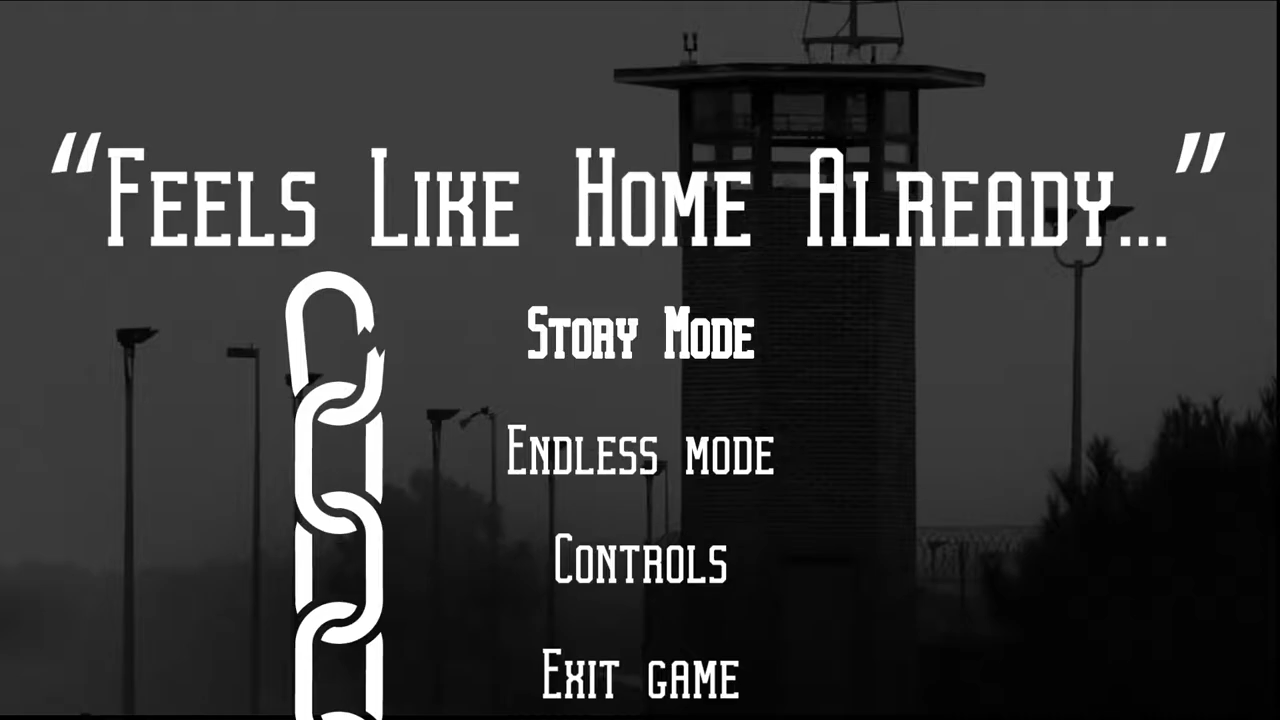 “Feels Like Home Already...”
Story Mode
Endless mode
Controls
Exit game